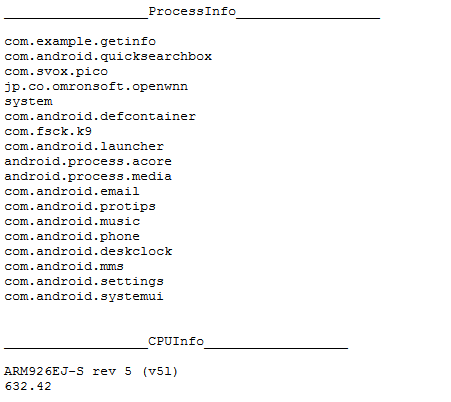 ___________________ProcessInfo___________________
com.example.getinfo
com.android.quicksearchbox
com.svox.pico
jp.co.omronsoft.openwnn
system
com.android.defcontainer
com.fsck.k9
com.android.launcher
android.process.acore
android.process.media
com.android.email
com.android.protips
com.android.music
com.android.phone
com.android.deskclock
com.android.mms
com.android.settings
com.android.systemui
___________________CPUInfo___________________
ARM926EJ-S rev 5 (v5l)
632.42